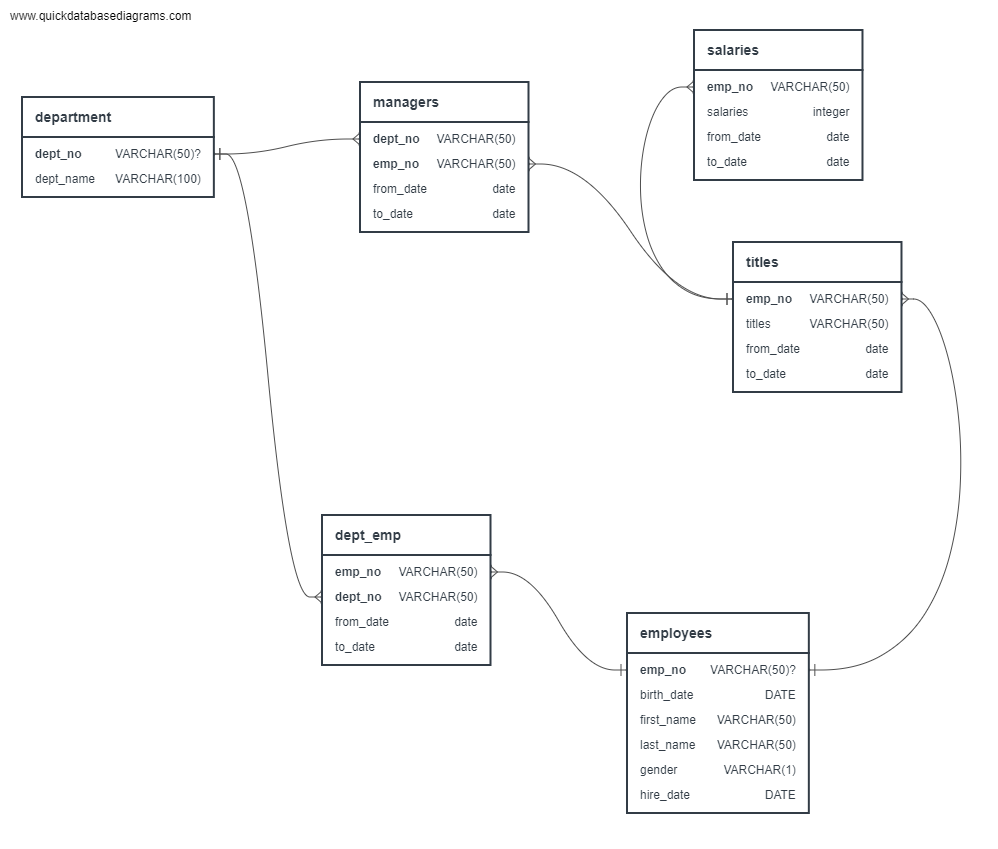 www.quickdatabasediagrams.com
department
dept_no VARCHAR(50)?
dept_name VARCHAR(100)
managers
dept_no VARCHAR(50)
emp_no VARCHAR(50)
from_date date
to_date date
salaries
emp_no VARCHAR(50)
salaries integer
from_date date
to_date date
titles
emp_no VARCHAR(50)
titles VARCHAR(50)
from_date date
to_date date
dept_emp
emp_no VARCHAR(50)
dept_no VARCHAR(50)
from_date date
to_date date
employees
emp_no VARCHAR(50)?
birth_date DATE
first_name VARCHAR(50)
last_name VARCHAR(50)
gender VARCHAR(1)
hire_date DATE